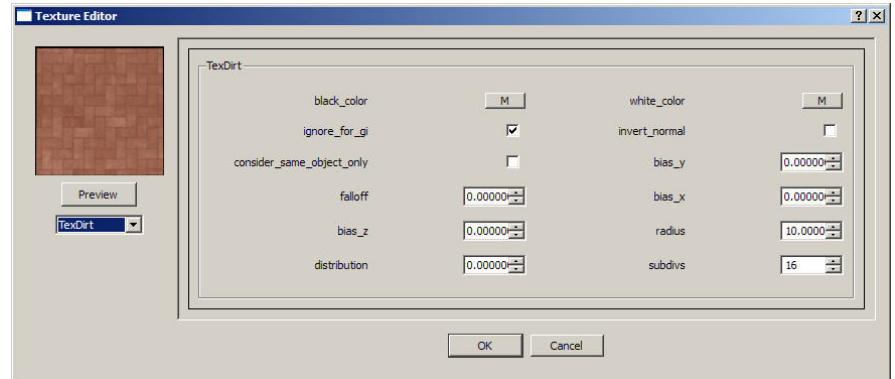 Texture Editor
TexDirt
black_color M white_color M
ignore_for_gi invert_normal
consider_same_object_only bias_y 0.00000
Preview falloff 0.00000 bias_x 0.00000
TexDirt bias_z 0.00000 radius 10.0000
distribution 0.00000 subdivs 16
OK Cancel